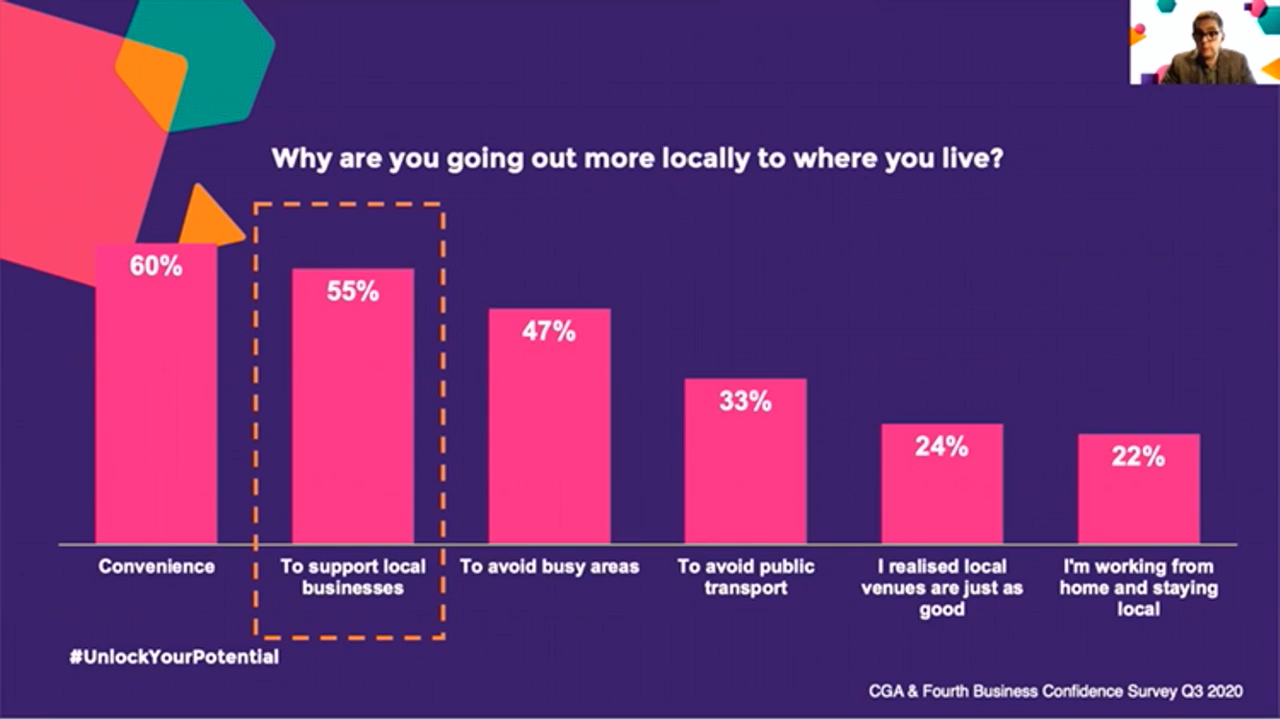 Why are you going out more locally to where you live?
60%
55%
47%
33%
24%
22%
Convenience
To support local
businesses
To avoid busy areas
To avoid public
transport
I realised local
venues are just as
good
I'm working from
home and staying
local
#UnlockYourPotential
CGA & Fourth Business Confidence Survey Q3 2020